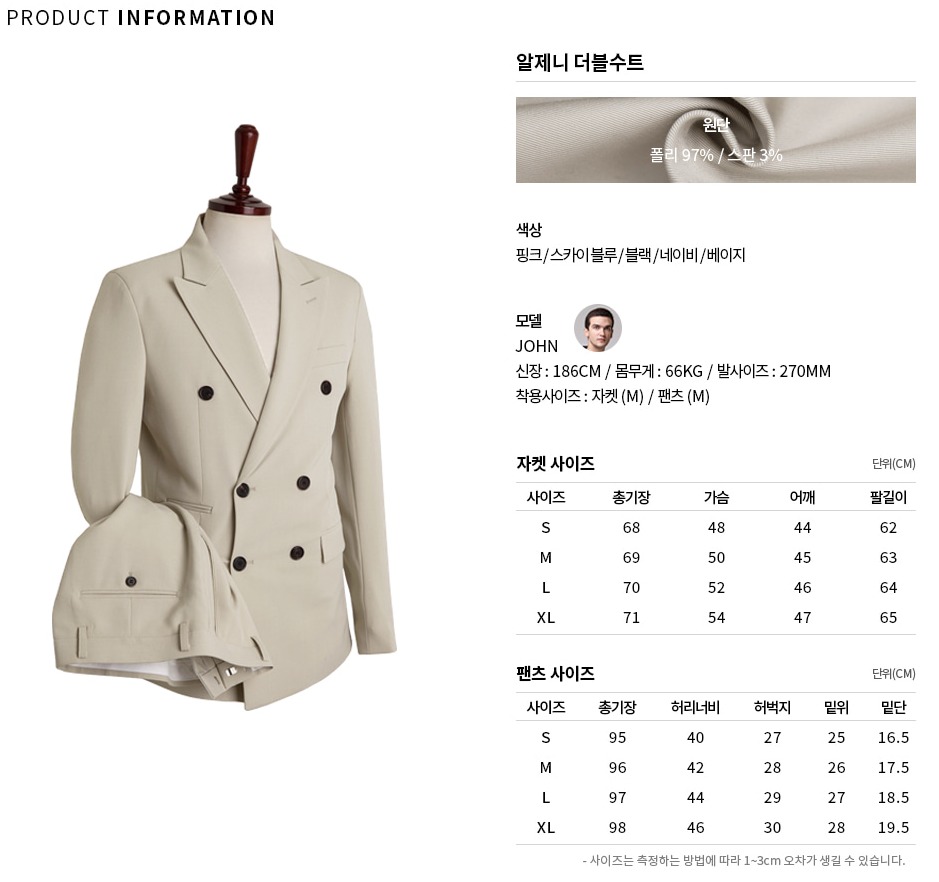 PRODUCT INFORMATION
알제니 더블수트
원단
폴리 97% / 스판 3%
색상
핑크/스카이블루/블랙/네이비/베이지
모델
JOHN
신장 : 186CM / 몸무게 : 66KG / 발사이즈 : 270MM
착용사이즈 : 자켓 (M) / 팬츠 (M)
자켓 사이즈 단위(CM)
사이즈 총기장 가슴 어깨 팔길이
S 68 48 44 62
M 69 50 45 63
L 70 52 46 64
XL 71 54 47 65
팬츠 사이즈 단위(CM)
사이즈 총기장 허리너비 허벅지 밑위 밑단
S 95 40 27 25 16.5
M 96 42 28 26 17.5
L 97 44 29 27 18.5
XL 98 46 30 28 19.5
- 사이즈는 측정하는 방법에 따라 1~3cm 오차가 생길 수 있습니다.